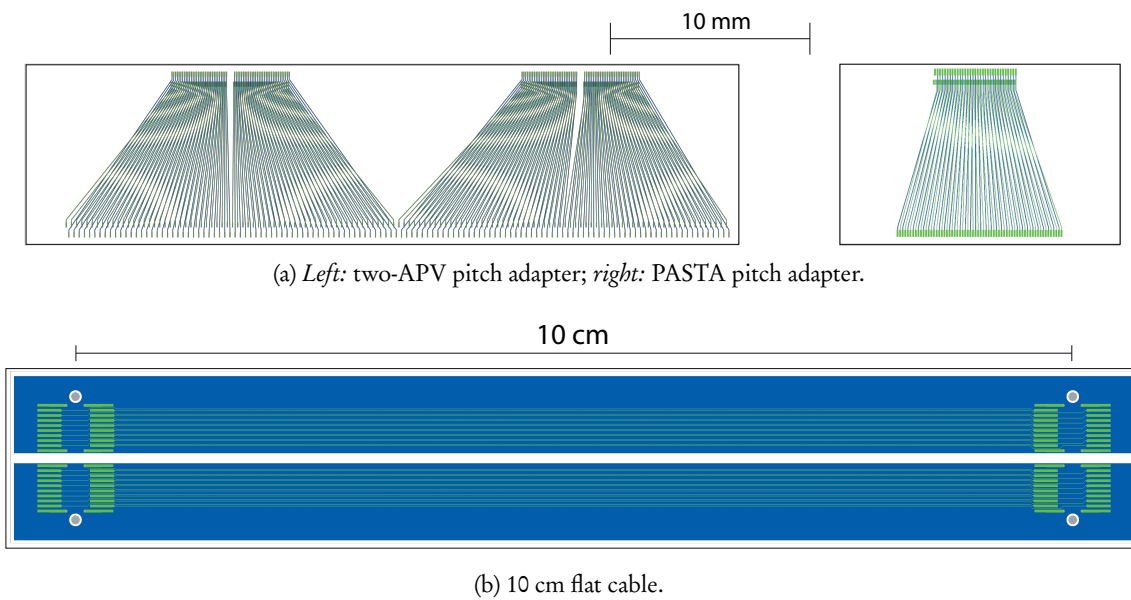 10 mm
(a) Left: two-APV pitch adapter; right: PASTA pitch adapter.
10 cm
(b) 10 cm flat cable.